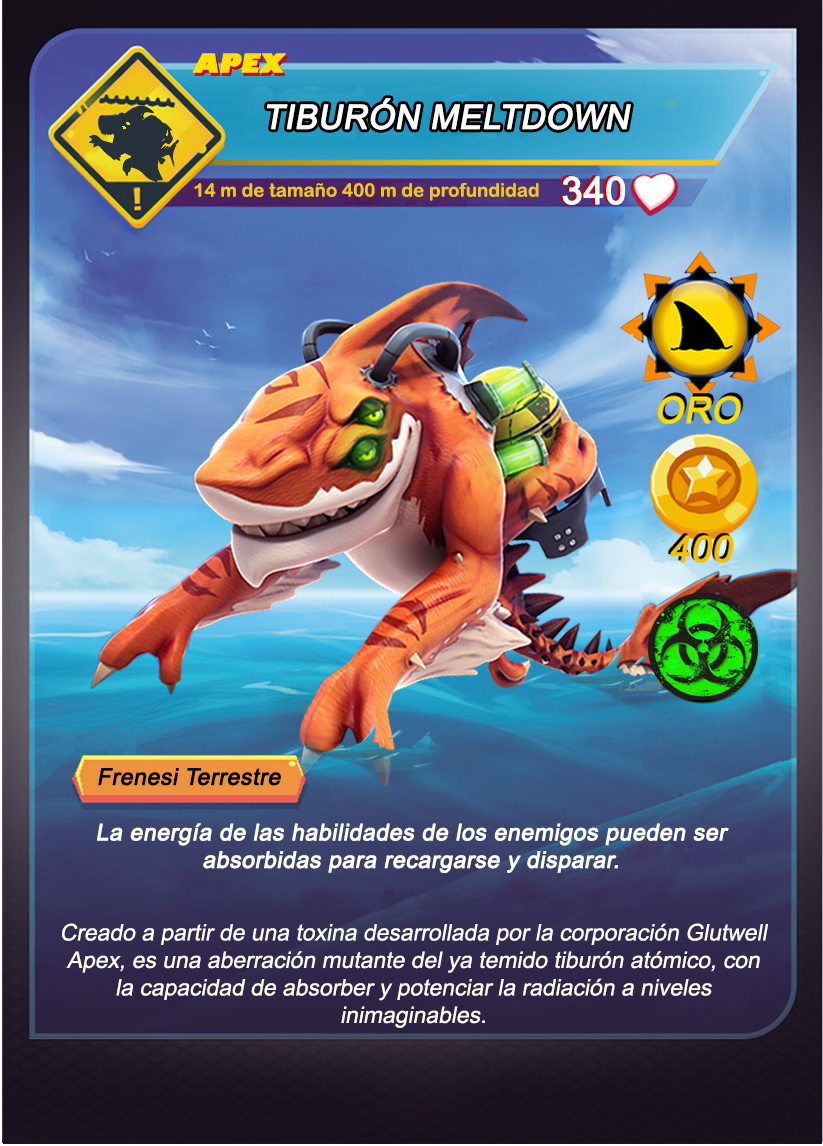 APEX
TIBURÓN MELTDOWN
!
14 m de tamaño 400 m de profundidad
340
ORO
400
Frenesi Terrestre
La energía de las habilidades de los enemigos pueden ser
absorbidas para recargarse y disparar.
Creado a partir de una toxina desarrollada por la corporación Glutwell
Apex, es una aberración mutante del ya temido tiburón atómico, con
la capacidad de absorber y potenciar la radiación a niveles
inimaginables.